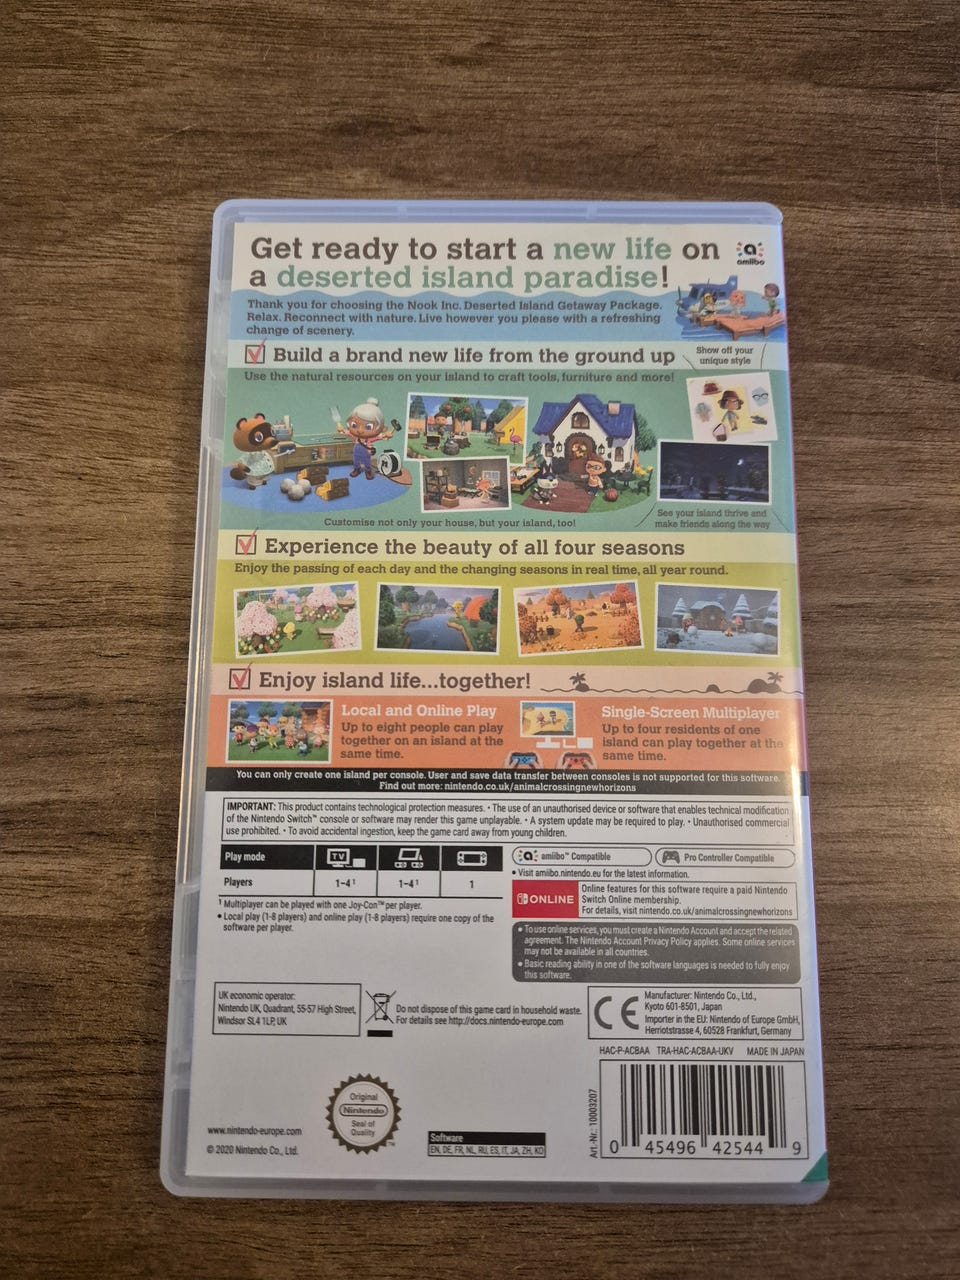 Get ready to start a new life on
a deserted island paradise!
amiibo
Thank you for choosing the Nook Inc. Deserted Island Getaway Package.
Relax. Reconnect with nature. Live however you please with a refreshing
change of scenery.
Build a brand new life from the ground up
Show off your
unique style
Use the natural resources on your island to craft tools, furniture and more!
Customise not only your house, but your island, too!
See your island thrive and
make friends along the way
Experience the beauty of all four seasons
Enjoy the passing of each day and the changing seasons in real time, all year round.
Enjoy island life...together!
Local and Online Play
Up to eight people can play
together on an island at the
same time.
Single-Screen Multiplayer
Up to four residents of one
island can play together at the
same time.
You can only create one island per console. User and save data transfer between consoles is not supported for this software.
Find out more: nintendo.co.uk/animalcrossingnewhorizons
IMPORTANT: This product contains technological protection measures. • The use of an unauthorised device or software that enables technical modification
of the Nintendo Switch™ console or software may render this game unplayable. • A system update may be required to play. • Unauthorised commercial
use prohibited. • To avoid accidental ingestion, keep the game card away from young children.
Play mode TV
Players 1-4¹ 1-4¹ 1
¹ Multiplayer can be played with one Joy-Con™ per player.
• Local play (1-8 players) and online play (1-8 players) require one copy of the
software per player.
amiibo™ Compatible
Pro Controller Compatible
• Visit amiibo.nintendo.eu for the latest information.
ONLINE
Online features for this software require a paid Nintendo
Switch Online membership.
For details, visit nintendo.co.uk/animalcrossingnewhorizons
• To use online services, you must create a Nintendo Account and accept the related
agreement. The Nintendo Account Privacy Policy applies. Some online services
may not be available in all countries.
• Basic reading ability in one of the software languages is needed to fully enjoy
this software.
UK economic operator:
Nintendo UK, Quadrant, 55-57 High Street,
Windsor SL4 1LP, UK
Do not dispose of this game card in household waste.
For details see http://docs.nintendo-europe.com
CE
Manufacturer: Nintendo Co., Ltd.,
Kyoto 601-8501, Japan
Importer in the EU: Nintendo of Europe GmbH,
Herriotstrasse 4, 60528 Frankfurt, Germany
HAC-P-ACBAA TRA-HAC-ACBAA-UKV MADE IN JAPAN
Original
Nintendo
Seal of
Quality
TM
www.nintendo-europe.com
© 2020 Nintendo Co., Ltd.
Software
EN, DE, FR, NL, RU, ES, IT, JA, ZH, KO
Art.-Nr.: 10003207
0 45496 42544 9